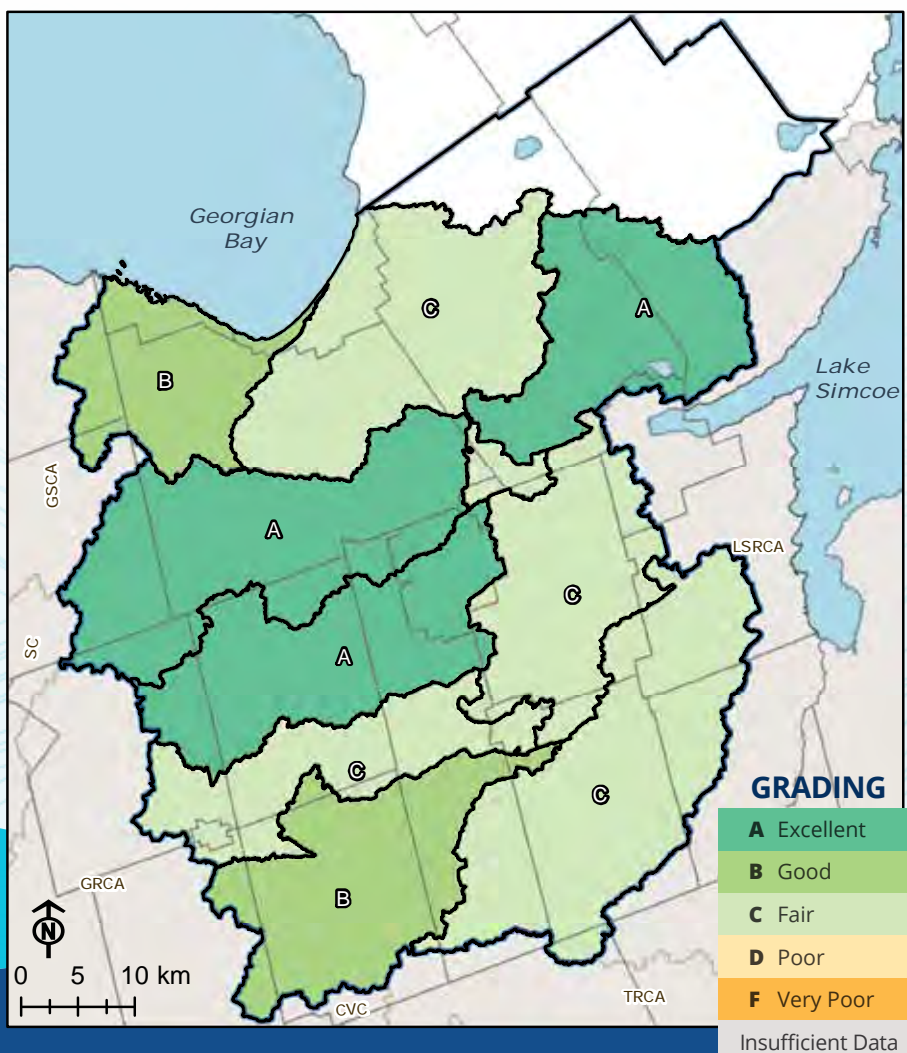 Georgian
Bay
C
A
Lake
Simcoe
B
GSCA
A
LSRCA
C
SC
A
C
C
GRADING
A Excellent
B Good
C Fair
D Poor
F Very Poor
Insufficient Data
GRCA
B
N
0 5 10 km
CVC
TRCA